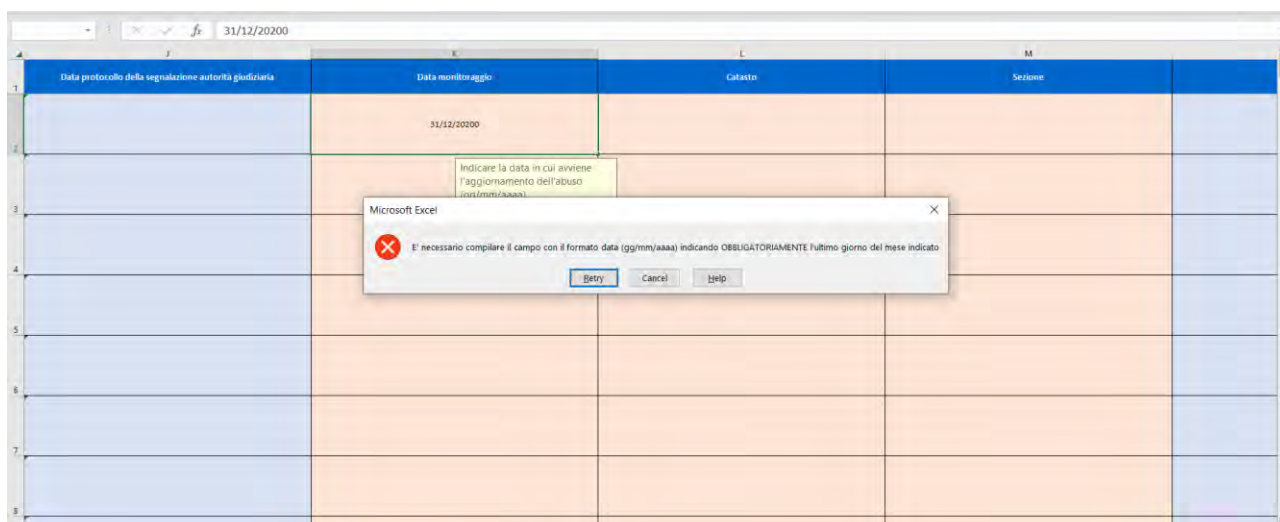 fx 31/12/20200
J K L M
1 Data protocollo della segnalazione autorità giudiziaria Data monitoraggio Catasto Sezione
2 31/12/20200
Indicare la data in cui avviene
l'aggiornamento dell'abuso
(gg/mm/aaaa)
3
Microsoft Excel
E' necessario compilare il campo con il formato data (gg/mm/aaaa) indicando OBBLIGATORIAMENTE l'ultimo giorno del mese indicato
4
Retry Cancel Help
5
6
7
8